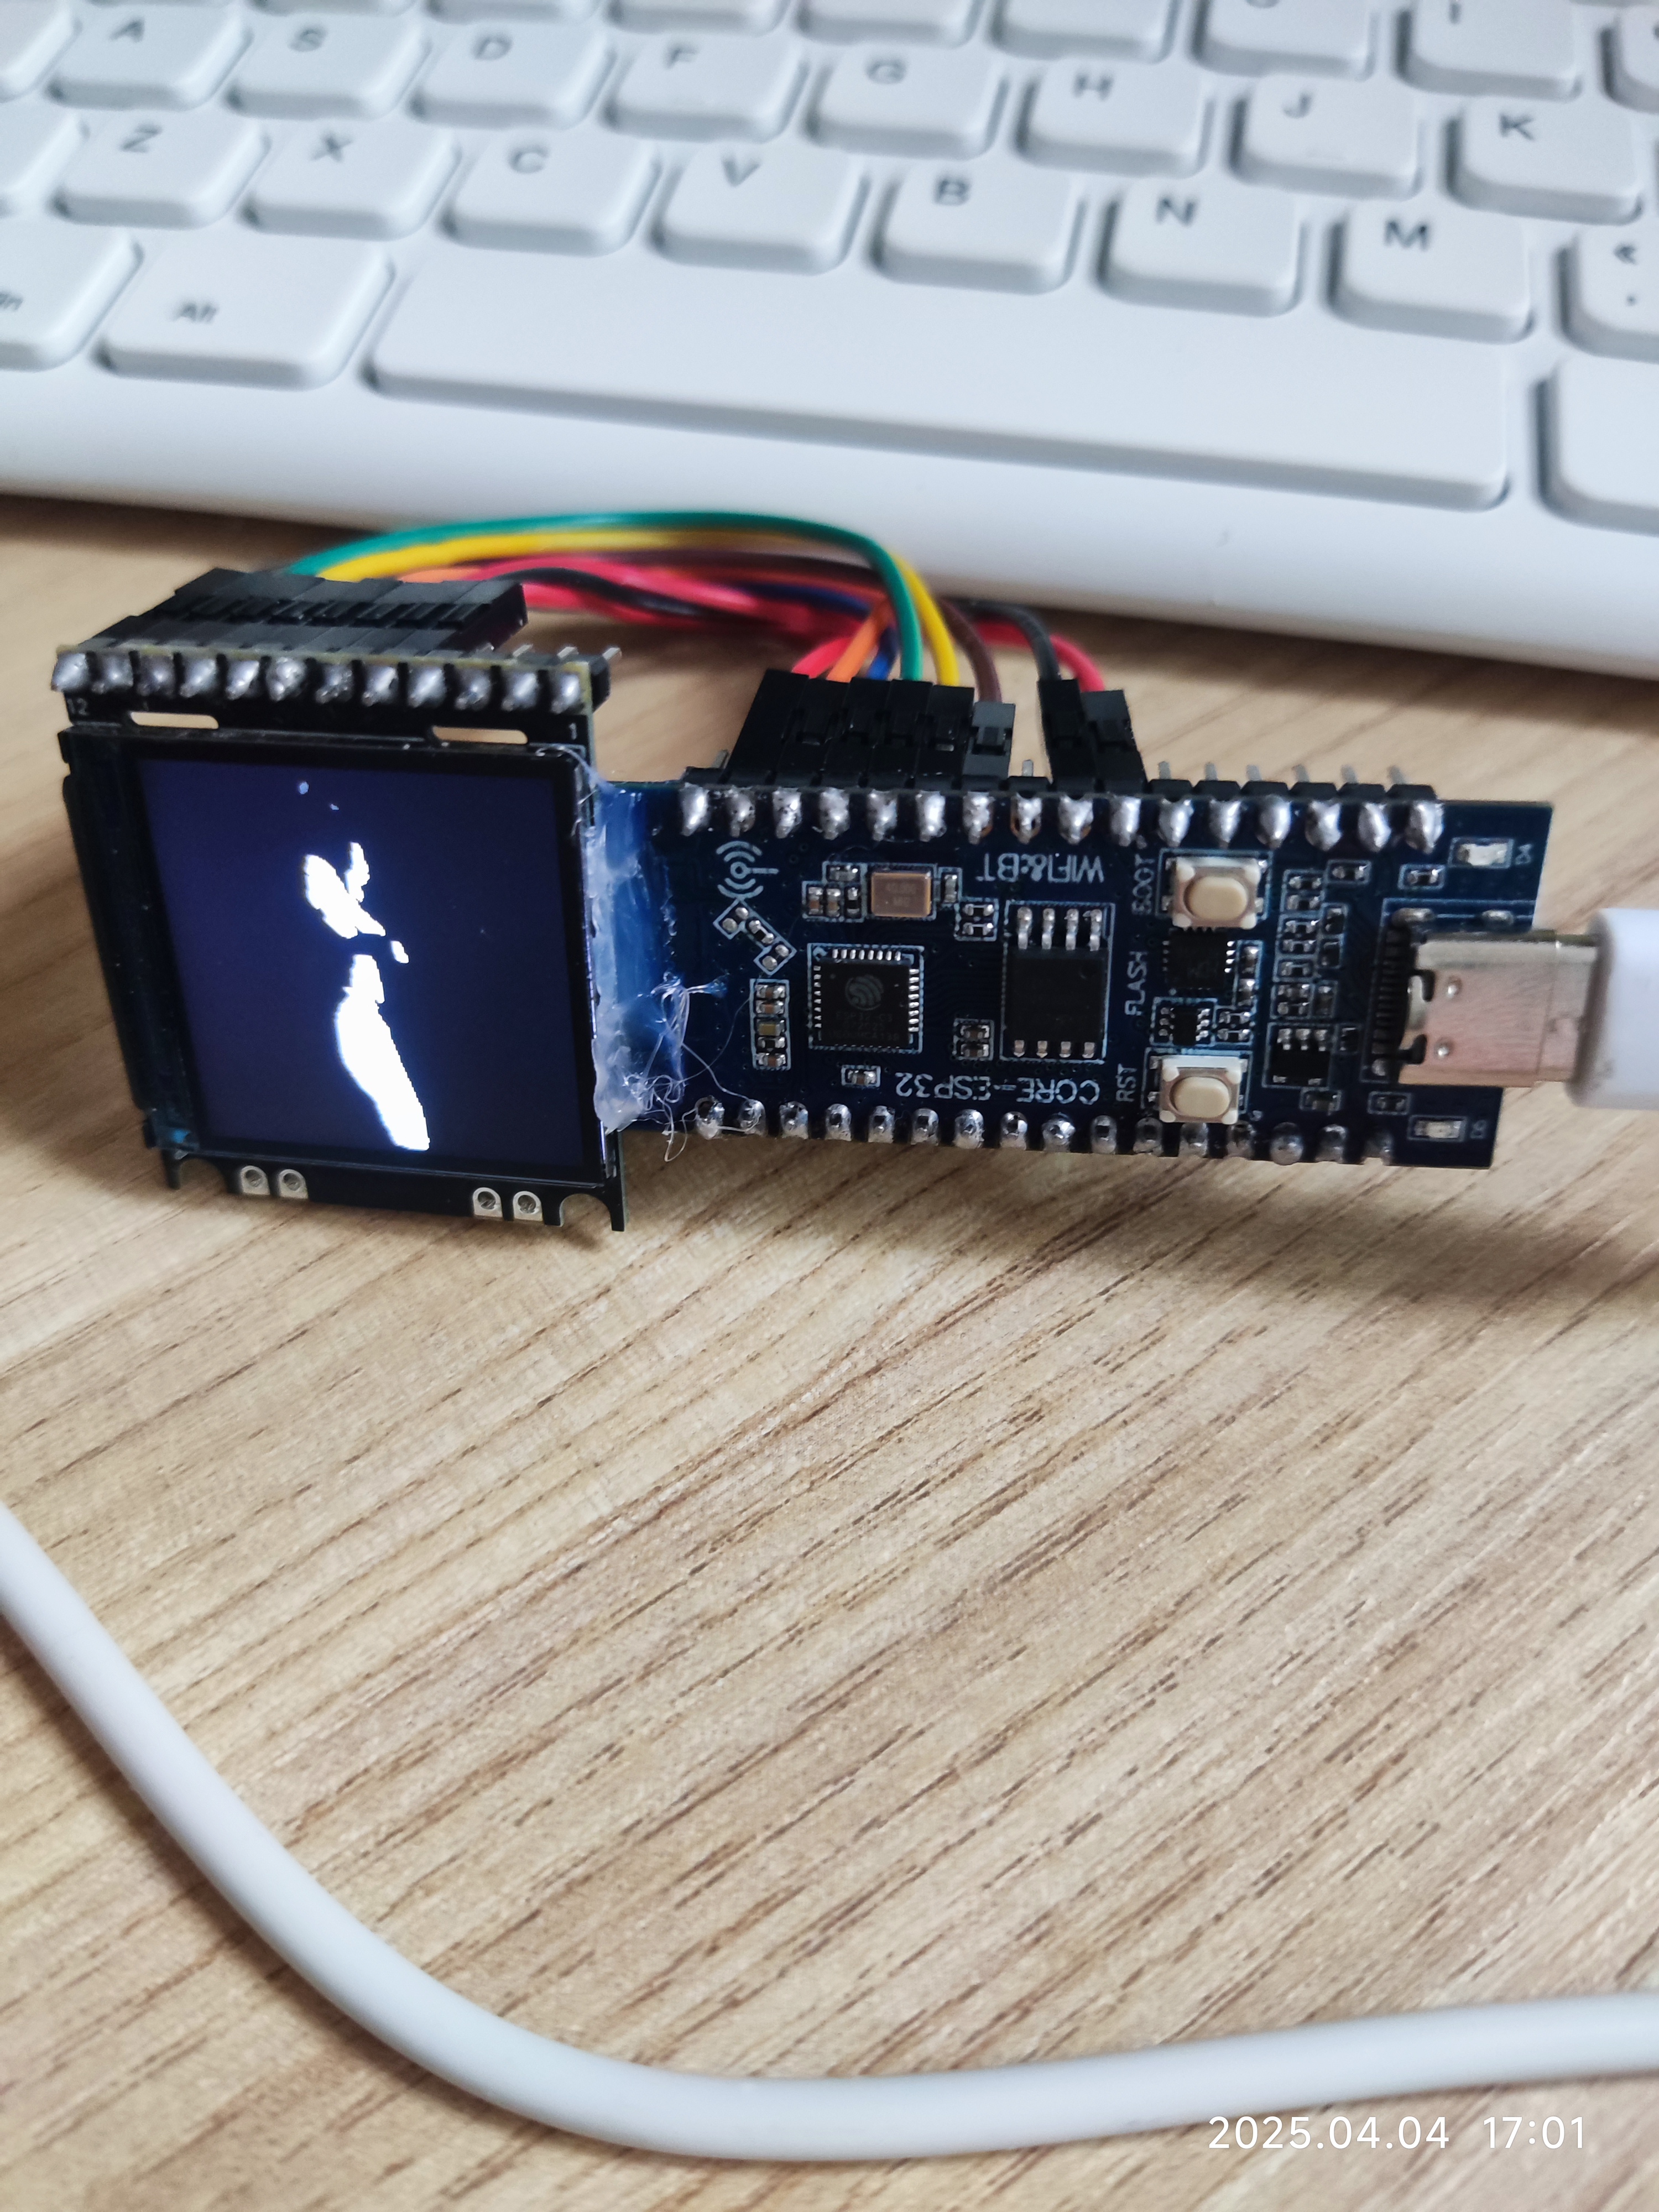 A S D F G H J K
Z X C V B N M <
Alt
12
1
WIFI&BT
BOOT
FLASH
CORE-ESP32
RST
D4
D5
2025.04.04 17:01